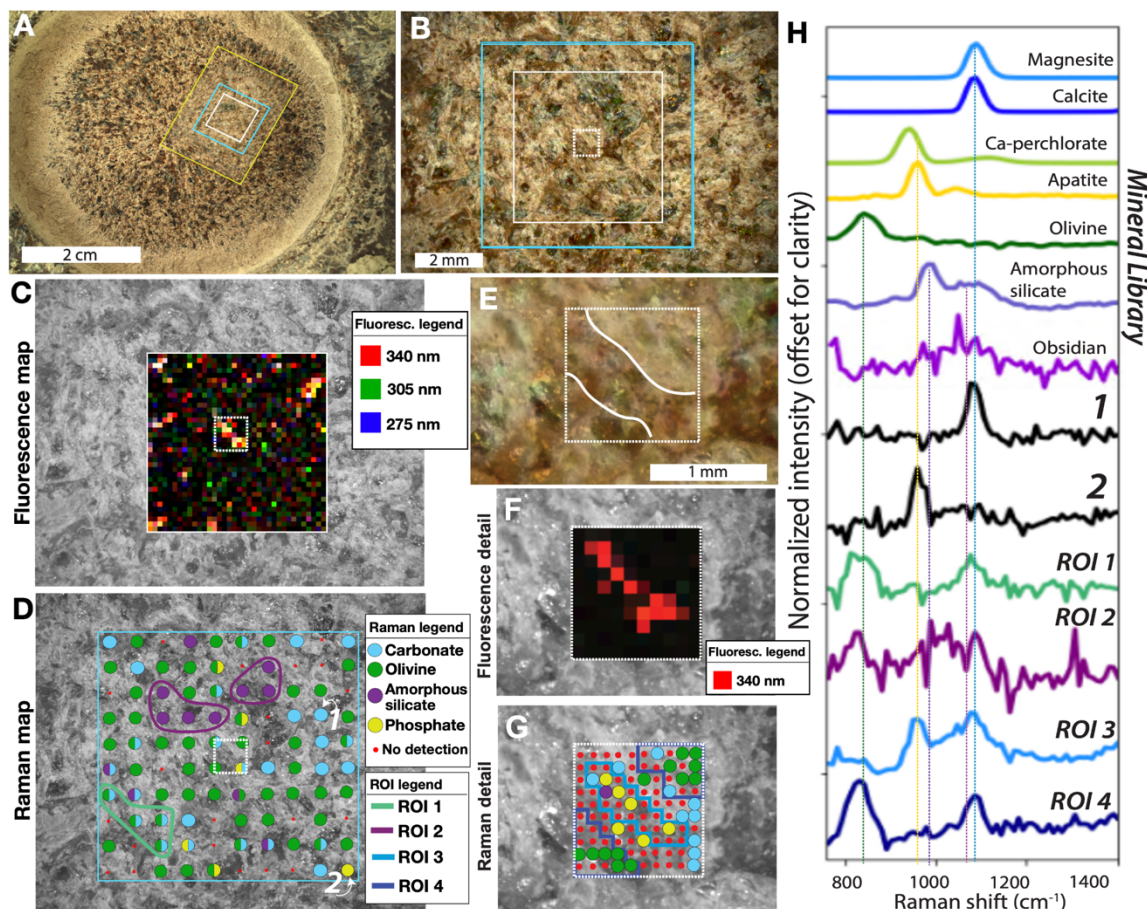 A
2 cm
B
2 mm
C
Fluorescence map
Fluoresc. legend
340 nm
305 nm
275 nm
D
Raman map
1
2
Raman legend
Carbonate
Olivine
Amorphous
silicate
Phosphate
No detection
ROI legend
ROI 1
ROI 2
ROI 3
ROI 4
E
1 mm
F
Fluorescence detail
Fluoresc. legend
340 nm
G
Raman detail
H
Normalized intensity (offset for clarity)
Magnesite
Calcite
Ca-perchlorate
Apatite
Olivine
Amorphous
silicate
Obsidian
1
2
ROI 1
ROI 2
ROI 3
ROI 4
Mineral Library
800
1000
1200
1400
Raman shift (cm⁻¹)